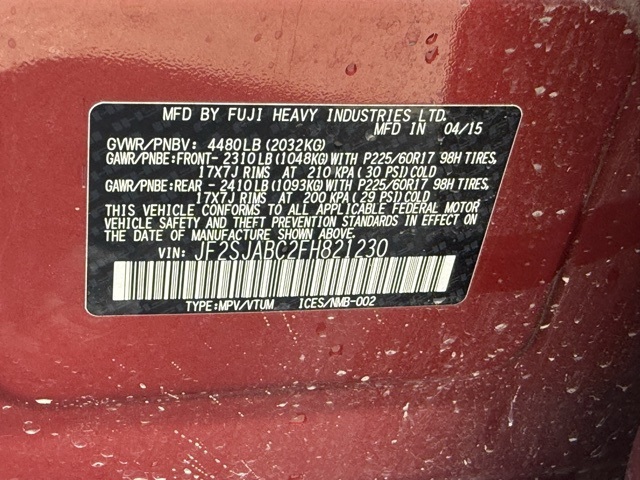 MFD BY FUJI HEAVY INDUSTRIES LTD.
MFD IN 04/15
GVWR/PNBV: 4480LB (2032KG)
GAWR/PNBE:FRONT- 2310LB (1048KG) WITH P225/60R17 98H TIRES,
17X7J RIMS AT 210 KPA (30 PSI) COLD
GAWR/PNBE:REAR - 2410LB (1093KG) WITH P225/60R17 98H TIRES,
17X7J RIMS AT 200 KPA (29 PSI) COLD
THIS VEHICLE CONFORMS TO ALL APPLICABLE FEDERAL MOTOR
VEHICLE SAFETY AND THEFT PREVENTION STANDARDS IN EFFECT ON
THE DATE OF MANUFACTURE SHOWN ABOVE.
VIN: JF2SJABC2FH821230
TYPE:MPV/VTUM ICES/NMB-002